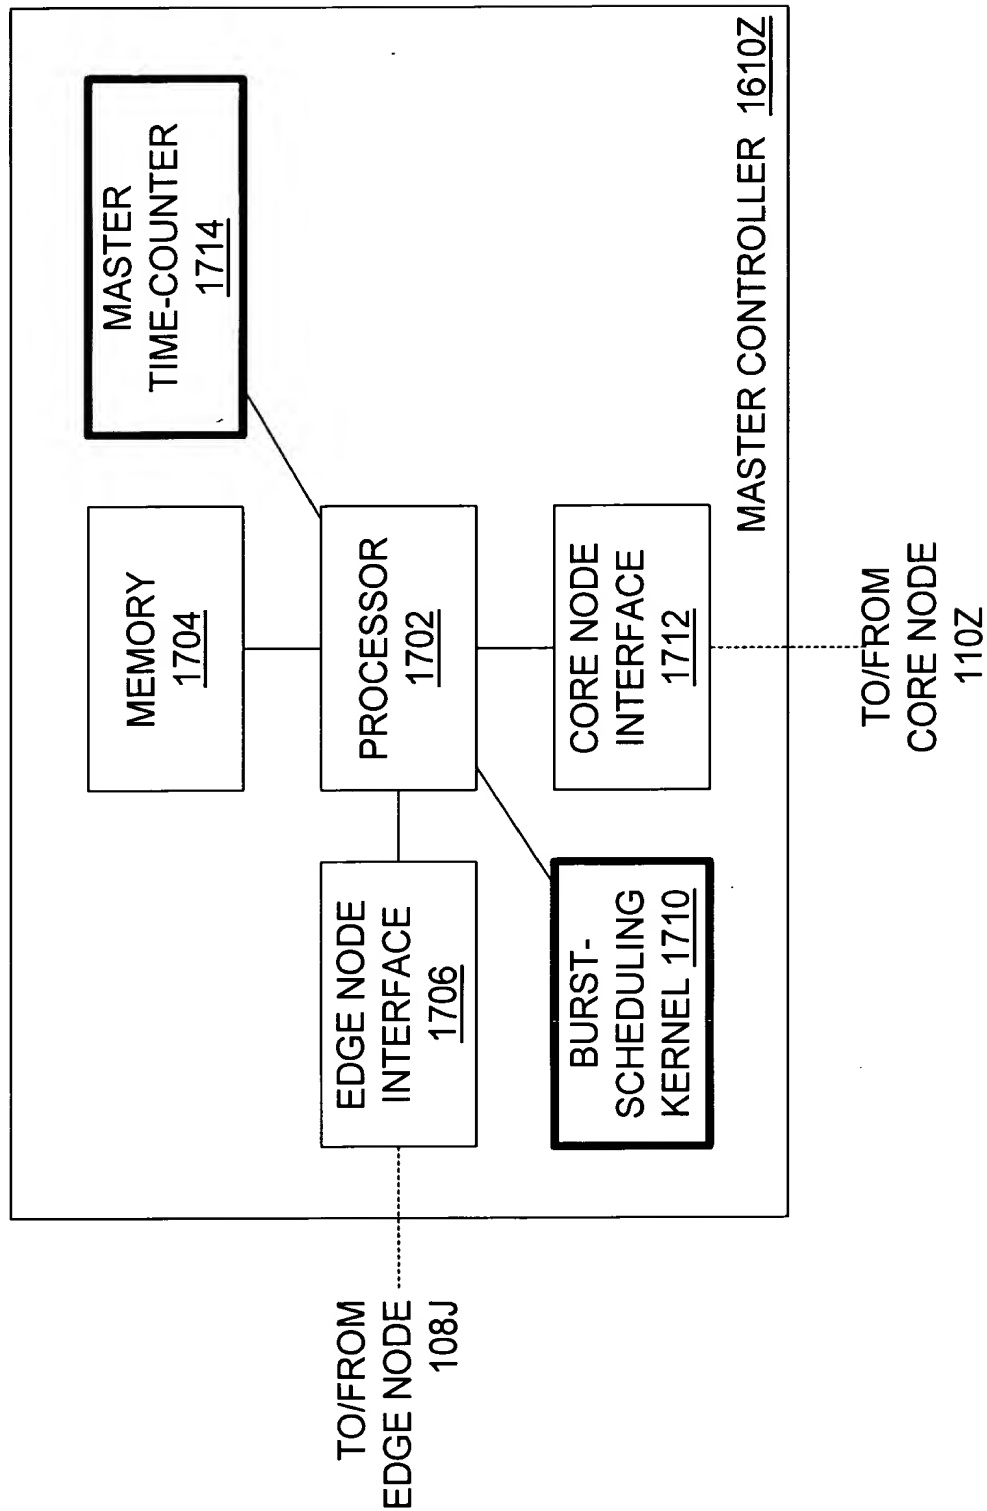 MEMORY
1704
MASTER
TIME-COUNTER
1714
EDGE NODE
INTERFACE
1706
PROCESSOR
1702
BURST-
SCHEDULING
KERNEL 1710
CORE NODE
INTERFACE
1712
MASTER CONTROLLER 1610Z
TO/FROM
EDGE NODE
108J
TO/FROM
CORE NODE
110Z